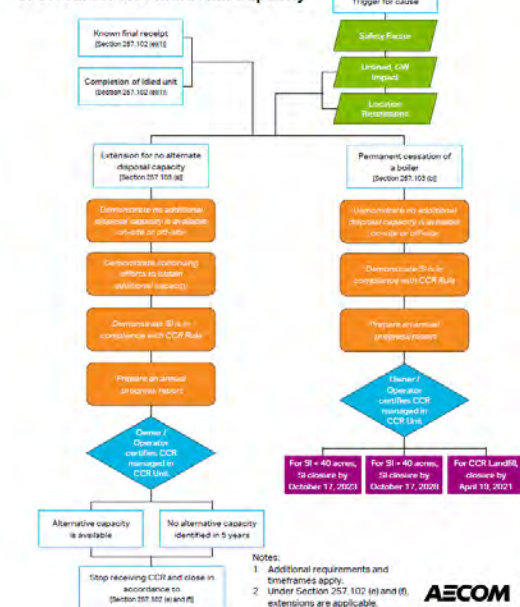 Trigger for cause
Known final receipt
[Section 257.102 (e)(1)]
Completion of Idled unit
[Section 257.102 (e)(1)]
Safety Factor
Unlined, GW
Impact
Location
Restrictions
Extension for no alternate
disposal capacity
[Section 257.103 (a)]
Permanent cessation of
a boiler
[Section 257.103 (b)]
Demonstrate no additional
disposal capacity is available
on-site or off-site
Demonstrate continuing
efforts to obtain
additional capacity
Demonstrate SI is in
compliance with CCR Rule
Prepare an annual
progress report
Demonstrate no additional
disposal capacity is available
on-site or off-site
Demonstrate SI is in
compliance with CCR Rule
Prepare an annual
progress report
Owner /
Operator
certifies CCR
managed in
CCR Unit.
Owner /
Operator
certifies CCR
managed in
CCR Unit.
For SI < 40 acres,
SI closure by
October 17, 2023
For SI > 40 acres,
SI closure by
October 17, 2028
For CCR Landfill,
closure by
April 19, 2021
Alternative capacity
is available
No alternative capacity
identified in 5 years
Stop receiving CCR and close in
accordance to
[Section 257.102 (e) and (f)]
Notes:
1. Additional requirements and
timeframes apply.
2. Under Section 257.102 (e) and (f),
extensions are applicable.
AECOM